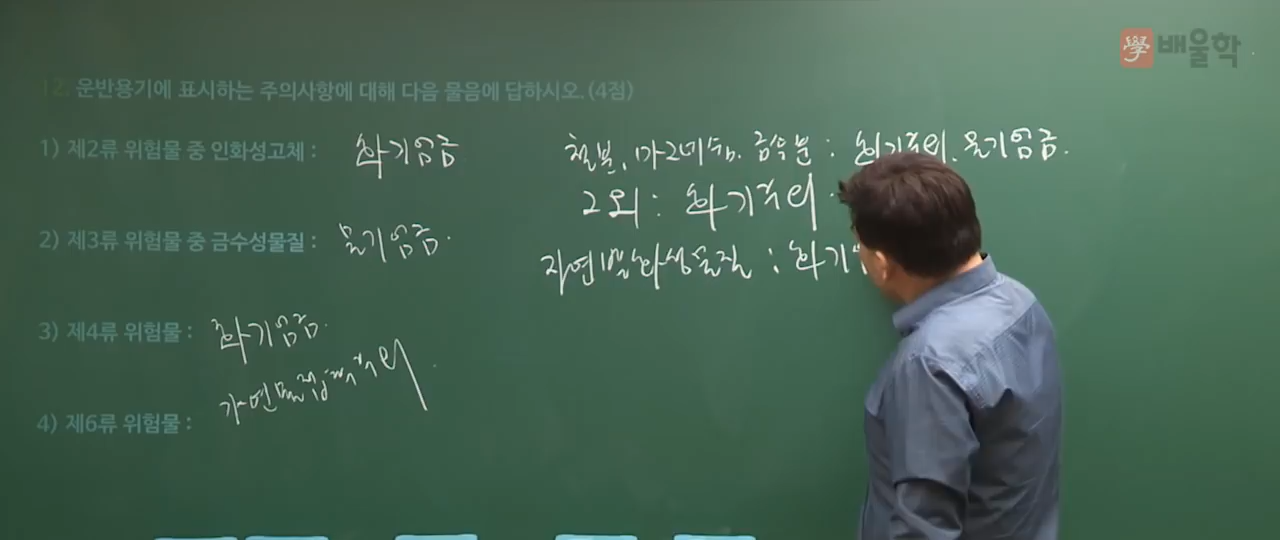 學 배울학
12. 운반용기에 표시하는 주의사항에 대해 다음 물음에 답하시오. (4점)
1) 제2류 위험물 중 인화성고체 : 화기엄금
철분, 마그네슘, 금속분 : 화기주의, 물기엄금.
그외 : 화기주의
2) 제3류 위험물 중 금수성물질 : 물기엄금.
자연발화성물질 : 화기
3) 제4류 위험물 : 화기엄금.
4) 제6류 위험물 : 가연물접촉주의